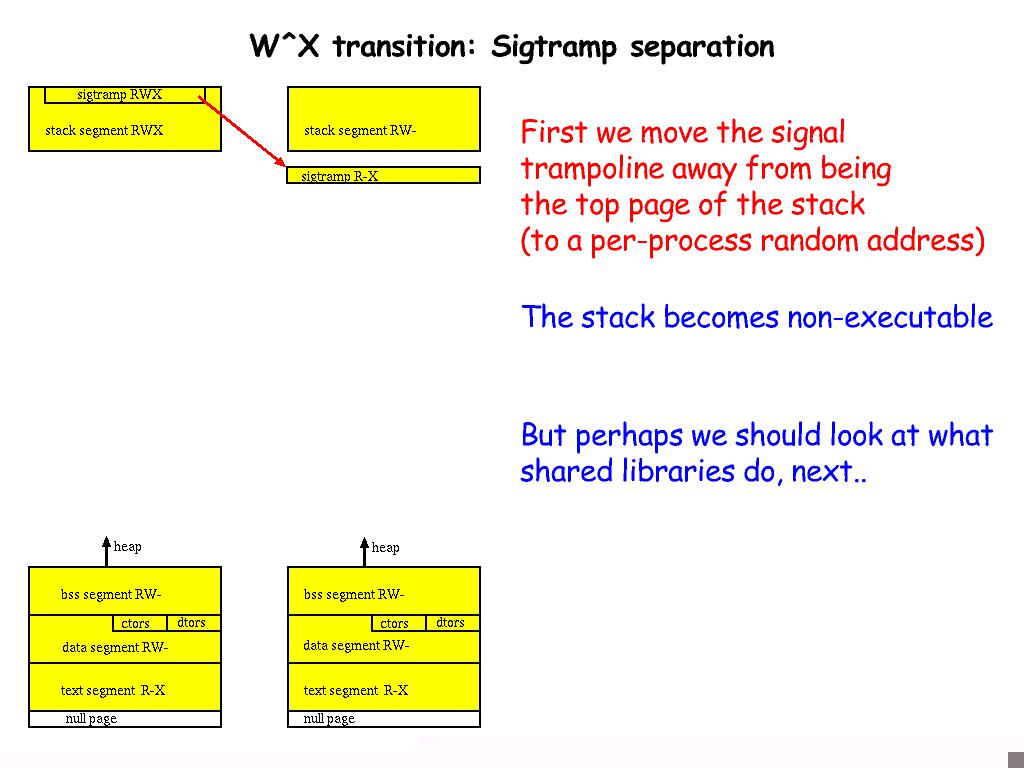 W^X transition: Sigtramp separation
sigtramp RWX
stack segment RWX
stack segment RW-
sigtramp R-X
First we move the signal
trampoline away from being
the top page of the stack
(to a per-process random address)
The stack becomes non-executable
But perhaps we should look at what
shared libraries do, next..
heap
bss segment RW-
ctors
dtors
data segment RW-
text segment R-X
null page
heap
bss segment RW-
ctors
dtors
data segment RW-
text segment R-X
null page